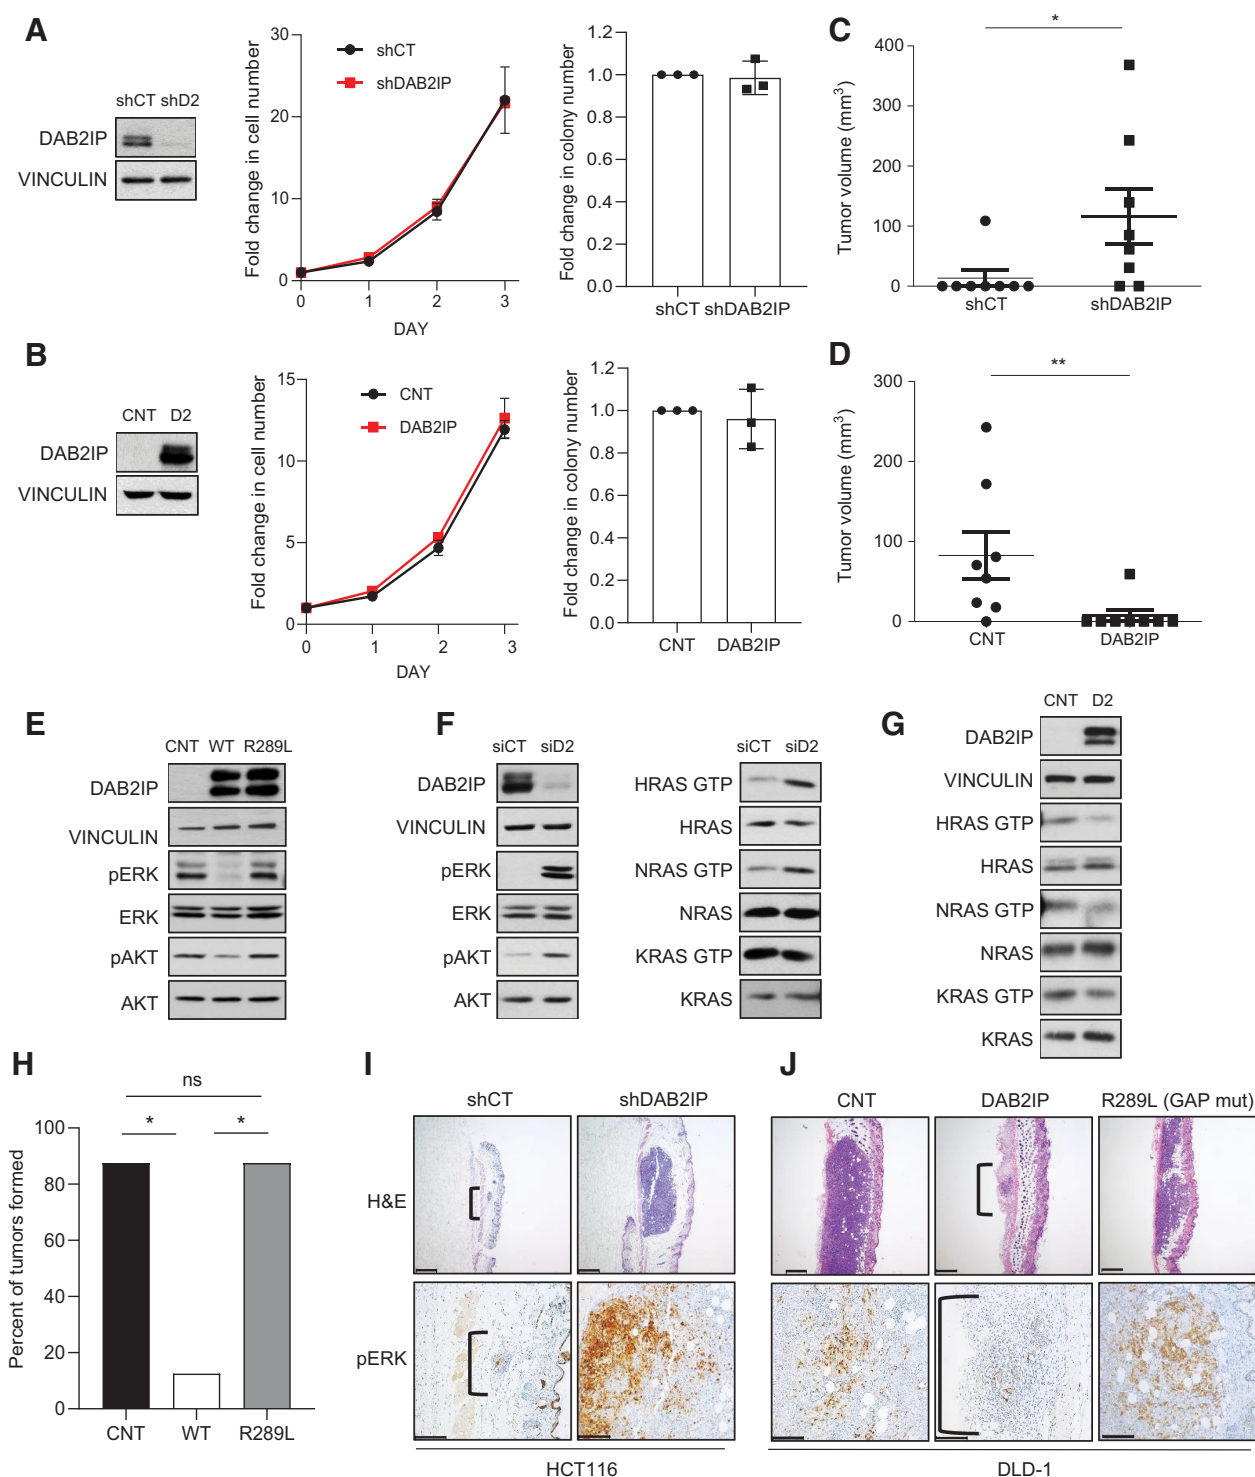 A
shCT shD2
DAB2IP
VINCULIN
Fold change in cell number
30
20
10
0
shCT
shDAB2IP
0 1 2 3
DAY
Fold change in colony number
1.2
1.0
0.8
0.6
0.4
0.2
0.0
shCT shDAB2IP
C
*
Tumor volume (mm3)
400
300
200
100
0
shCT shDAB2IP
B
CNT D2
DAB2IP
VINCULIN
Fold change in cell number
15
10
5
0
CNT
DAB2IP
0 1 2 3
DAY
Fold change in colony number
1.2
1.0
0.8
0.6
0.4
0.2
0.0
CNT DAB2IP
D
**
Tumor volume (mm3)
300
200
100
0
CNT DAB2IP
E
CNT WT R289L
DAB2IP
VINCULIN
pERK
ERK
pAKT
AKT
F
siCT siD2
DAB2IP
VINCULIN
pERK
ERK
pAKT
AKT
siCT siD2
HRAS GTP
HRAS
NRAS GTP
NRAS
KRAS GTP
KRAS
G
CNT D2
DAB2IP
VINCULIN
HRAS GTP
HRAS
NRAS GTP
NRAS
KRAS GTP
KRAS
H
ns
* *
Percent of tumors formed
100
80
60
40
20
0
CNT WT R289L
I
shCT shDAB2IP
H&E
pERK
HCT116
J
CNT DAB2IP R289L (GAP mut)
DLD-1